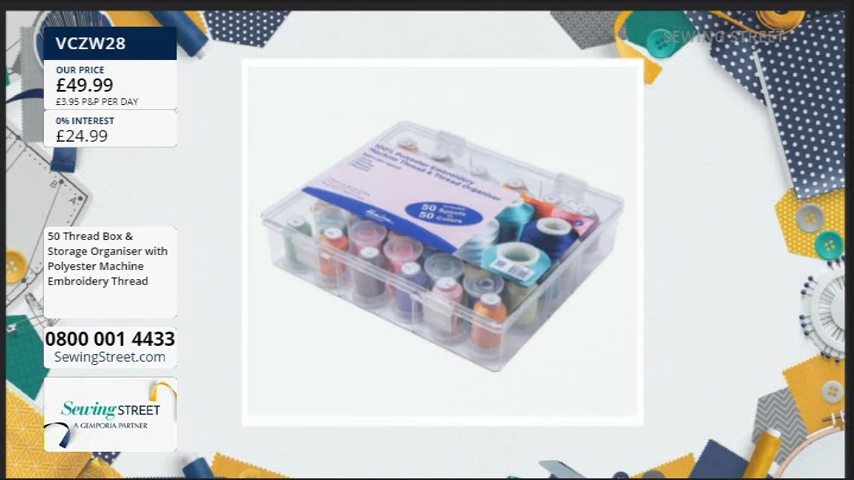 VCZW28
OUR PRICE
£49.99
£3.95 P&P PER DAY
0% INTEREST
£24.99
50 Thread Box &
Storage Organiser with
Polyester Machine
Embroidery Thread
0800 001 4433
SewingStreet.com
Sewing STREET
A GEMPORIA PARTNER
SEWING STREET
100% Polyester Embroidery
Machine Thread & Thread Organiser
50 Spools
50 Colors